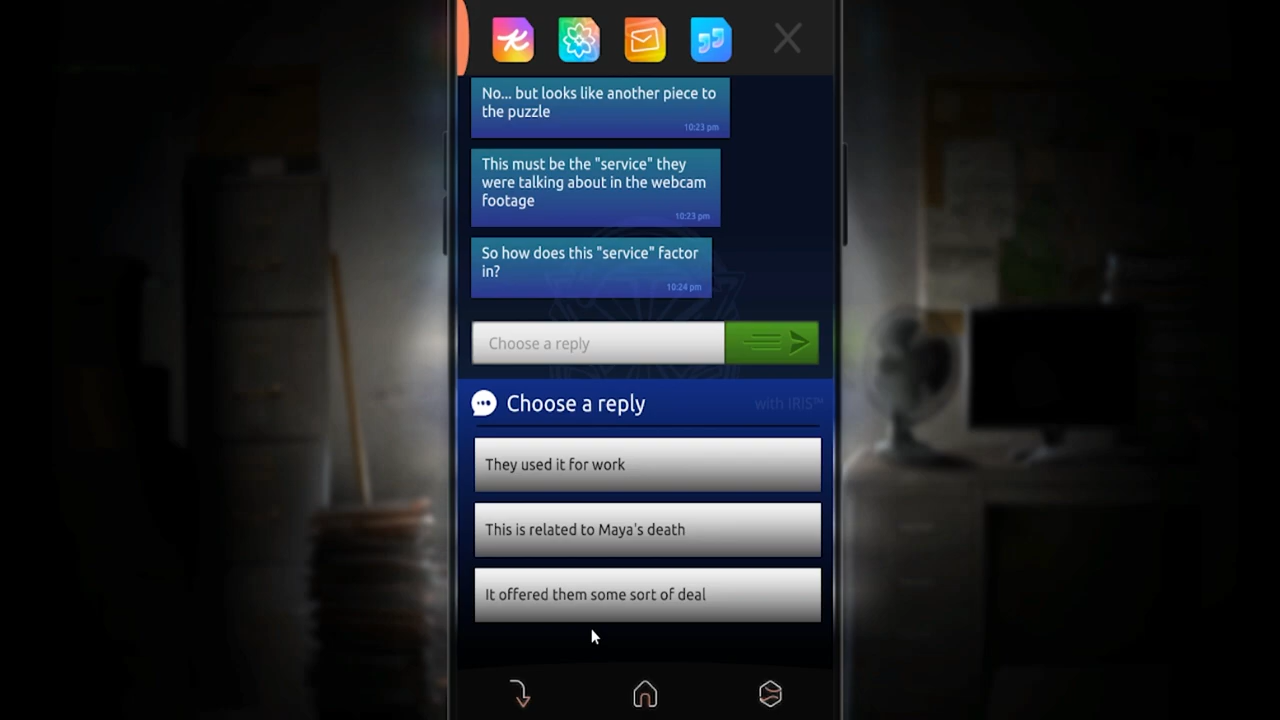 No... but looks like another piece to
the puzzle
10:23 pm
This must be the "service" they
were talking about in the webcam
footage
10:23 pm
So how does this "service" factor
in?
10:24 pm
Choose a reply
Choose a reply
with IRIS™
They used it for work
This is related to Maya's death
It offered them some sort of deal